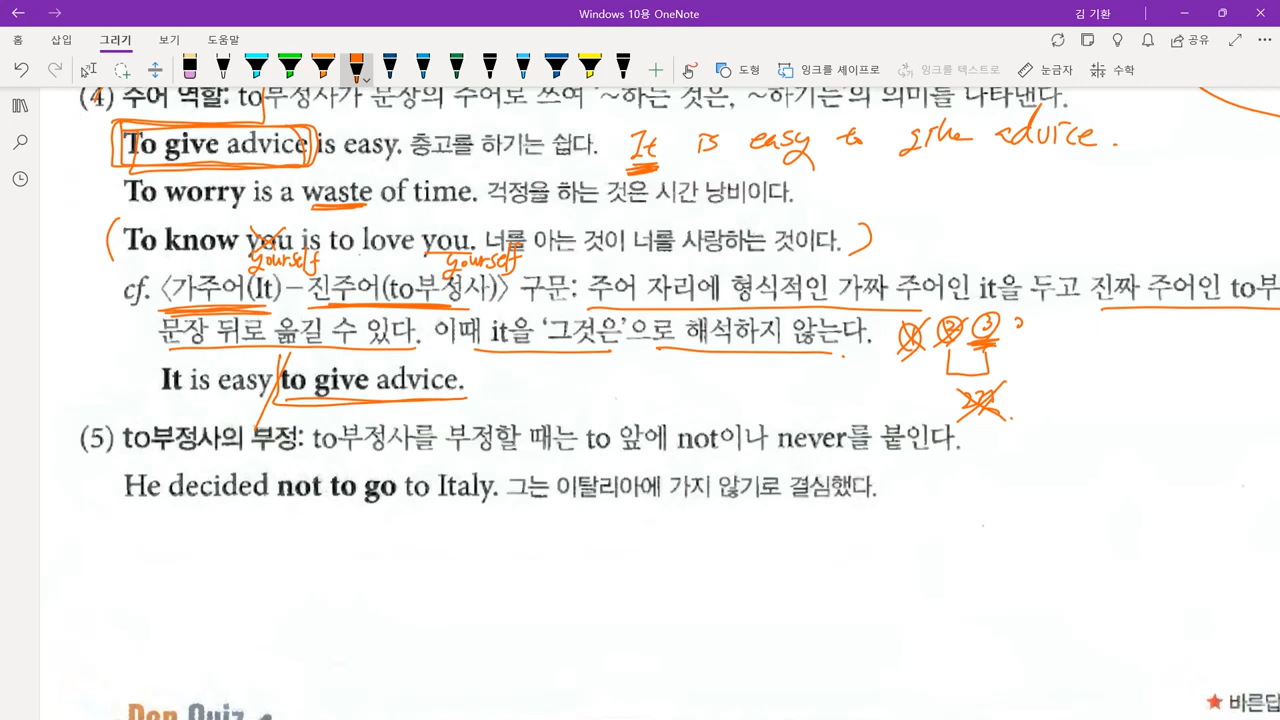 Windows 10용 OneNote
김 기환
홈 삽입 그리기 보기 도움말
공유
도형 잉크를 셰이프로 잉크를 텍스트로 눈금자 수학
(4) 주어 역할: to부정사가 문장의 주어로 쓰여 '~하는 것은, ~하기는'의 의미를 나타낸다.
To give advice is easy. 충고를 하기는 쉽다. It is easy to give advice.
To worry is a waste of time. 걱정을 하는 것은 시간 낭비이다.
To know you is to love you. 너를 아는 것이 너를 사랑하는 것이다.
yourself yourself
cf. 〈가주어(It)−진주어(to부정사)〉 구문: 주어 자리에 형식적인 가짜 주어인 it을 두고 진짜 주어인 to부
문장 뒤로 옮길 수 있다. 이때 it을 '그것은'으로 해석하지 않는다. ① ② ③
It is easy to give advice.
(5) to부정사의 부정: to부정사를 부정할 때는 to 앞에 not이나 never를 붙인다.
He decided not to go to Italy. 그는 이탈리아에 가지 않기로 결심했다.
Pop Quiz
★ 바른답